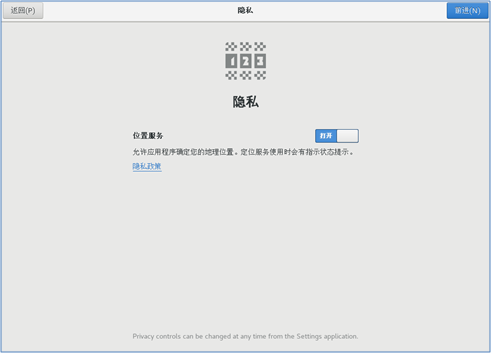 返回(P)
隐私
前进(N)
1 2 3
隐私
位置服务
打开
允许应用程序确定您的地理位置。定位服务使用时会有指示状态提示。
隐私政策
Privacy controls can be changed at any time from the Settings application.